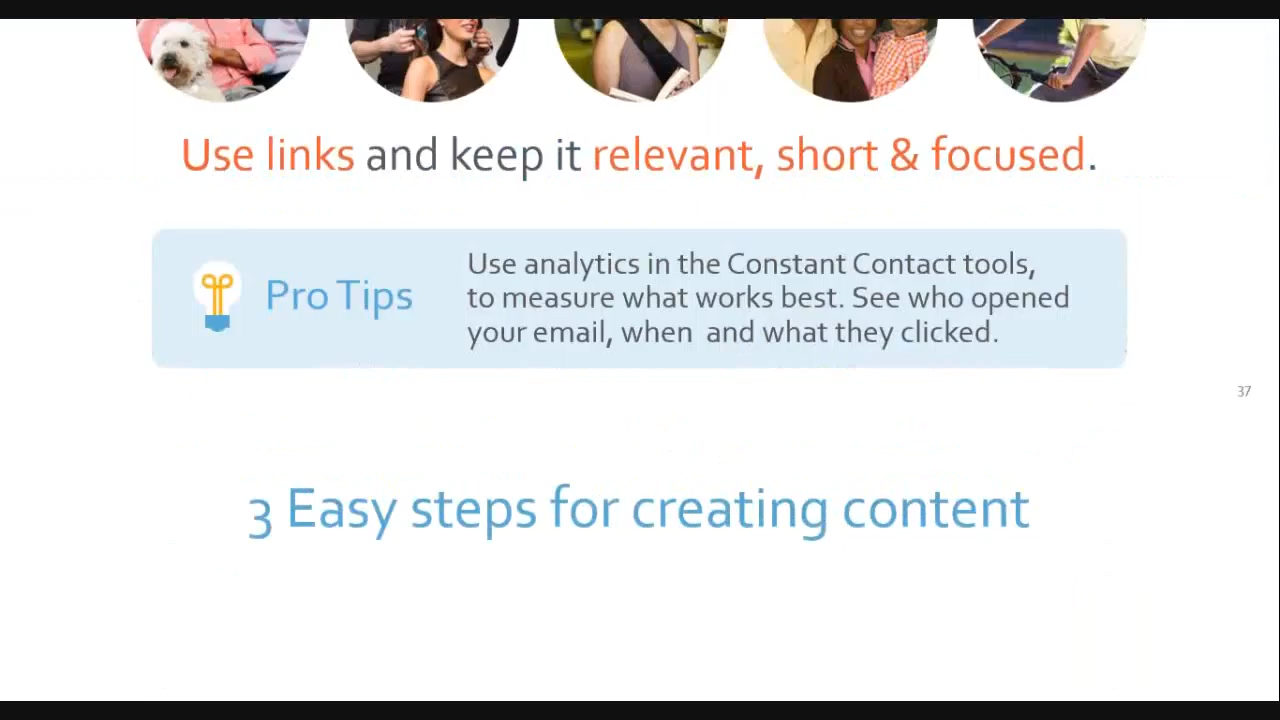 Use links and keep it relevant, short & focused.
Pro Tips
Use analytics in the Constant Contact tools,
to measure what works best. See who opened
your email, when and what they clicked.
37
3 Easy steps for creating content